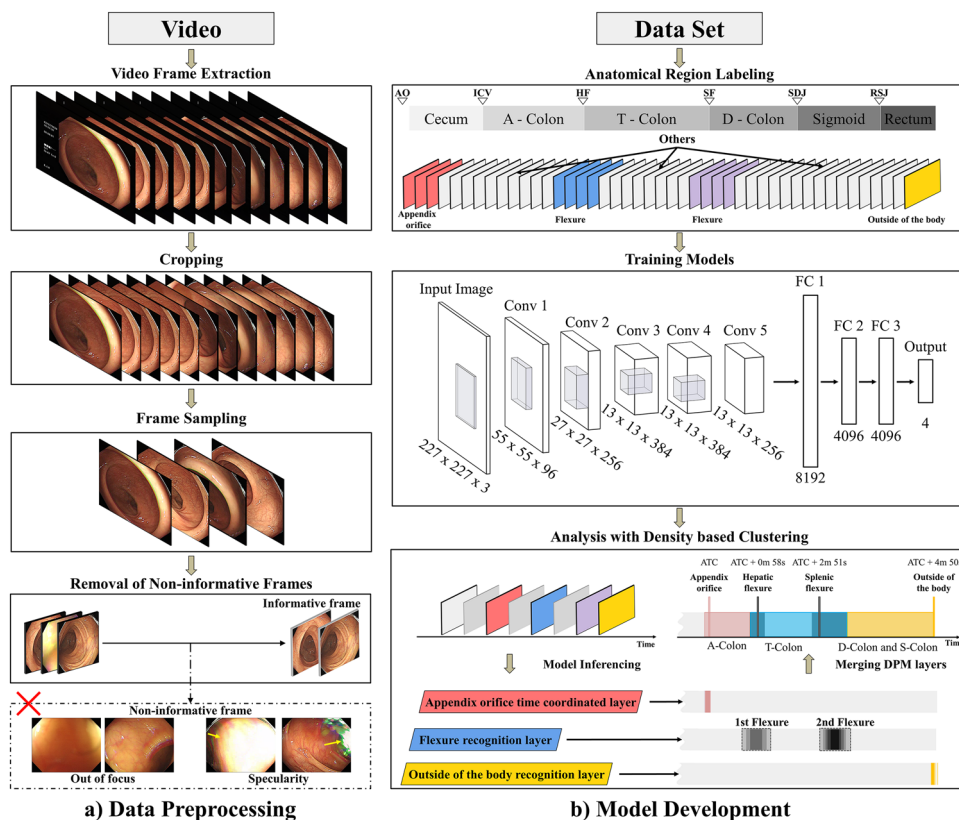 Video
Video Frame Extraction
Cropping
Frame Sampling
Removal of Non-informative Frames
Informative frame
Non-informative frame
Out of focus
Specularity
a) Data Preprocessing
Data Set
Anatomical Region Labeling
AO ICV HF SF SDJ RSJ
Cecum A - Colon T - Colon D - Colon Sigmoid Rectum
Others
Appendix
orifice
Flexure
Flexure
Outside of the body
Training Models
Input Image
Conv 1
Conv 2
Conv 3
Conv 4
Conv 5
FC 1
FC 2
FC 3
Output
227 x 227 x 3
55 x 55 x 96
27 x 27 x 256
13 x 13 x 384
13 x 13 x 384
13 x 13 x 256
8192
4096
4096
4
Analysis with Density based Clustering
Time
ATC ATC + 0m 58s ATC + 2m 51s ATC + 4m 50
Appendix
orifice
Hepatic
flexure
Splenic
flexure
Outside of
the body
Time
A-Colon
T-Colon
D-Colon and S-Colon
Model Inferencing
Merging DPM layers
Appendix orifice time coordinated layer
Flexure recognition layer
1st Flexure
2nd Flexure
Outside of the body recognition layer
b) Model Development